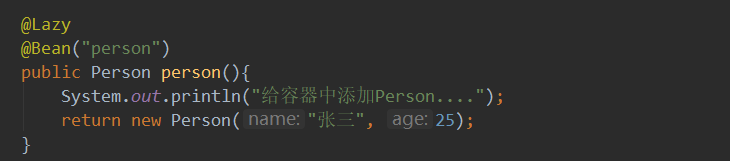 @Lazy
@Bean("person")
public Person person(){
    System.out.println("给容器中添加Person....");
    return new Person( name: "张三", age: 25);
}